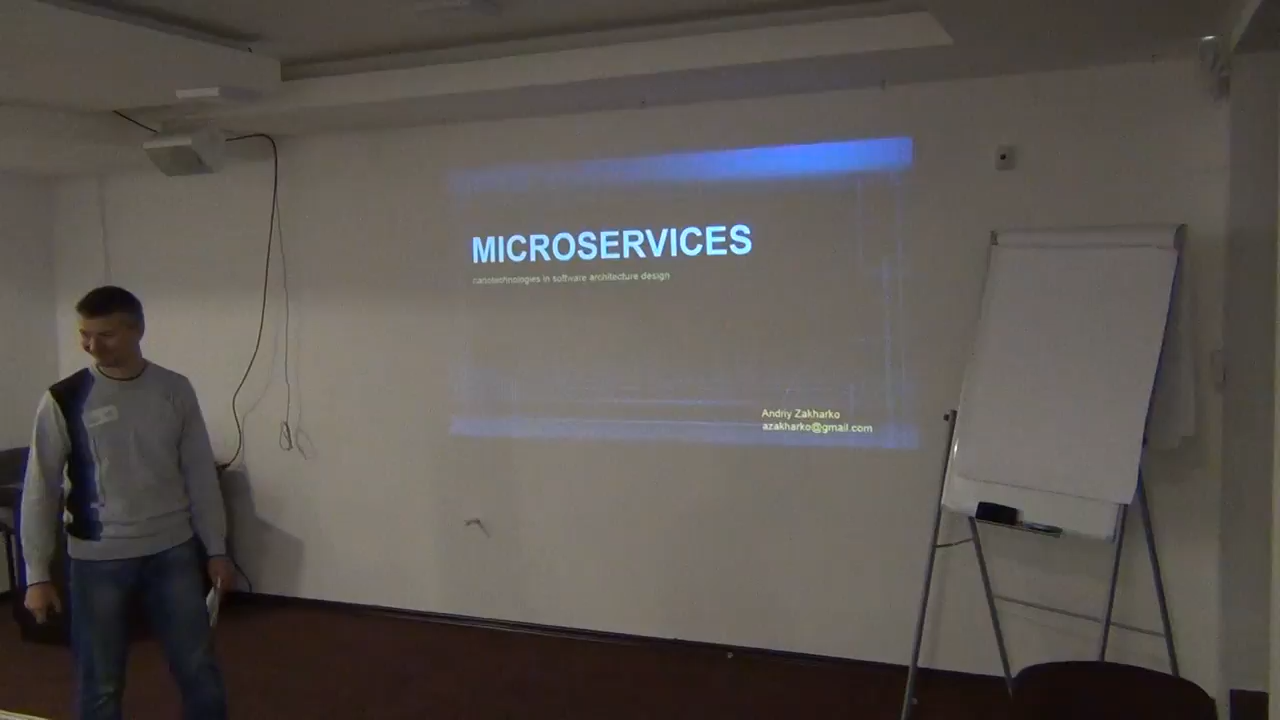 MICROSERVICES
nanotechnologies in software architecture design
Andriy Zakharko
azakharko@gmail.com